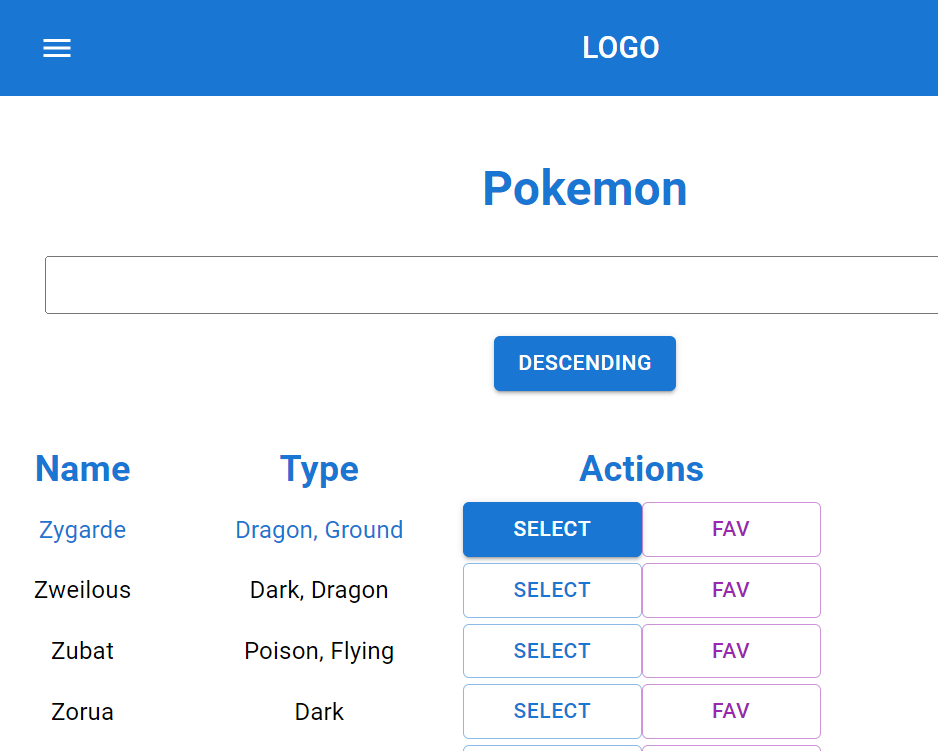 LOGO
Pokemon
DESCENDING
Name Type Actions
Zygarde Dragon, Ground SELECT FAV
Zweilous Dark, Dragon SELECT FAV
Zubat Poison, Flying SELECT FAV
Zorua Dark SELECT FAV